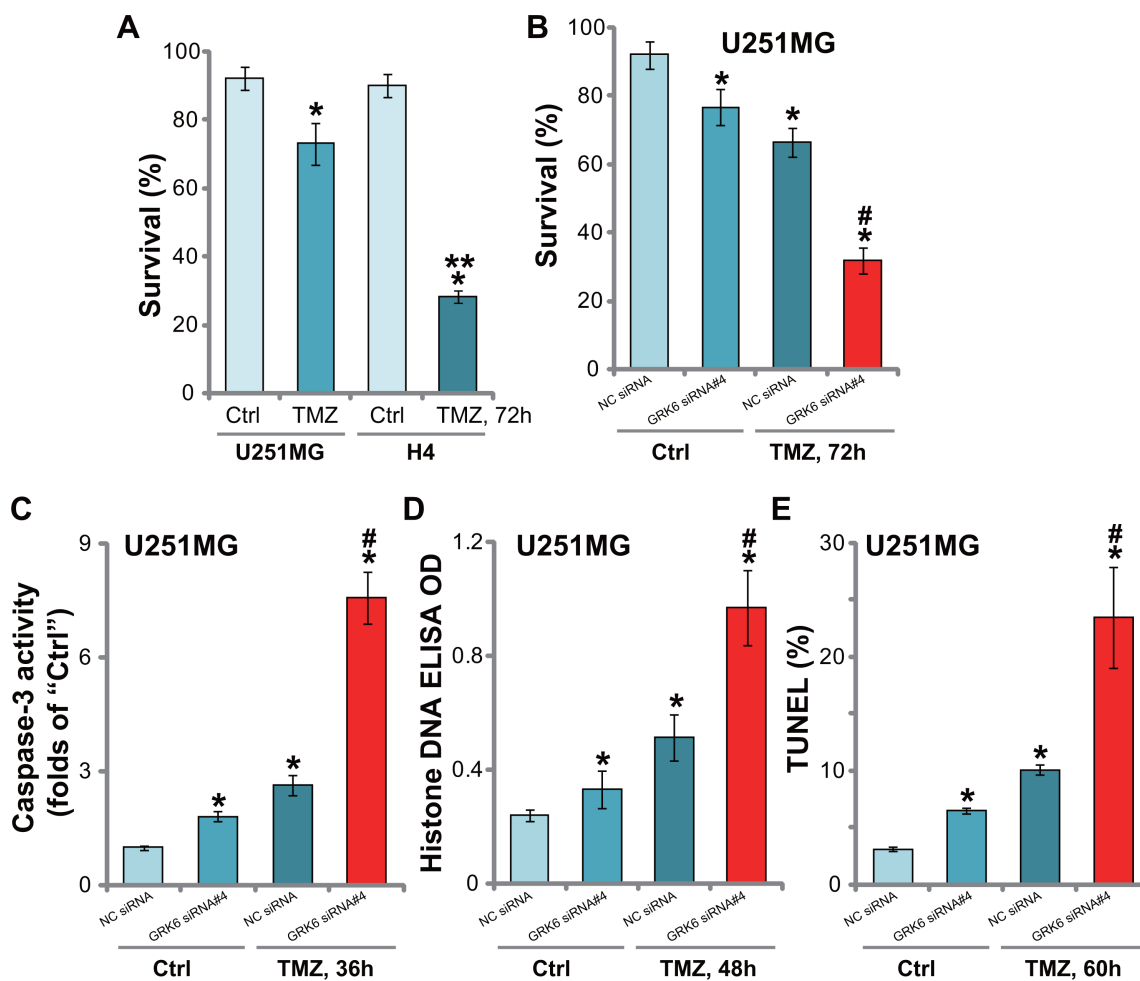 A
100
80
60
40
20
0
Survival (%)
*
**
*
Ctrl TMZ Ctrl TMZ, 72h
U251MG H4
B
U251MG
100
80
60
40
20
0
Survival (%)
*
*
#
*
NC siRNA GRK6 siRNA#4 NC siRNA GRK6 siRNA#4
Ctrl TMZ, 72h
C
U251MG
9
6
3
0
Caspase-3 activity
(folds of “Ctrl”)
*
*
#
*
NC siRNA GRK6 siRNA#4 NC siRNA GRK6 siRNA#4
Ctrl TMZ, 36h
D
U251MG
1.2
0.8
0.4
0
Histone DNA ELISA OD
*
*
#
*
NC siRNA GRK6 siRNA#4 NC siRNA GRK6 siRNA#4
Ctrl TMZ, 48h
E
U251MG
30
20
10
0
TUNEL (%)
*
*
#
*
NC siRNA GRK6 siRNA#4 NC siRNA GRK6 siRNA#4
Ctrl TMZ, 60h